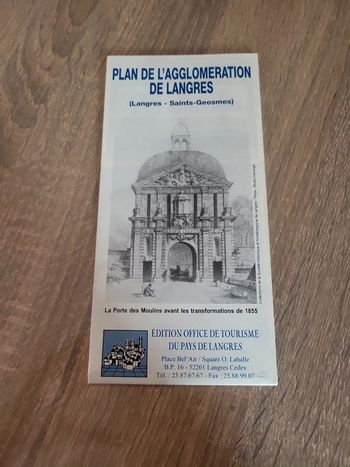 PLAN DE L'AGGLOMERATION
DE LANGRES
(Langres - Saints-Geosmes)
La Porte des Moulins avant les transformations de 1855
ÉDITION OFFICE DE TOURISME
DU PAYS DE LANGRES
Place Bel'Air / Square O. Lahalle
B.P. 16 - 52201 Langres Cedex
Tél. : 25.87.67.67 - Fax : 25.88.99.07